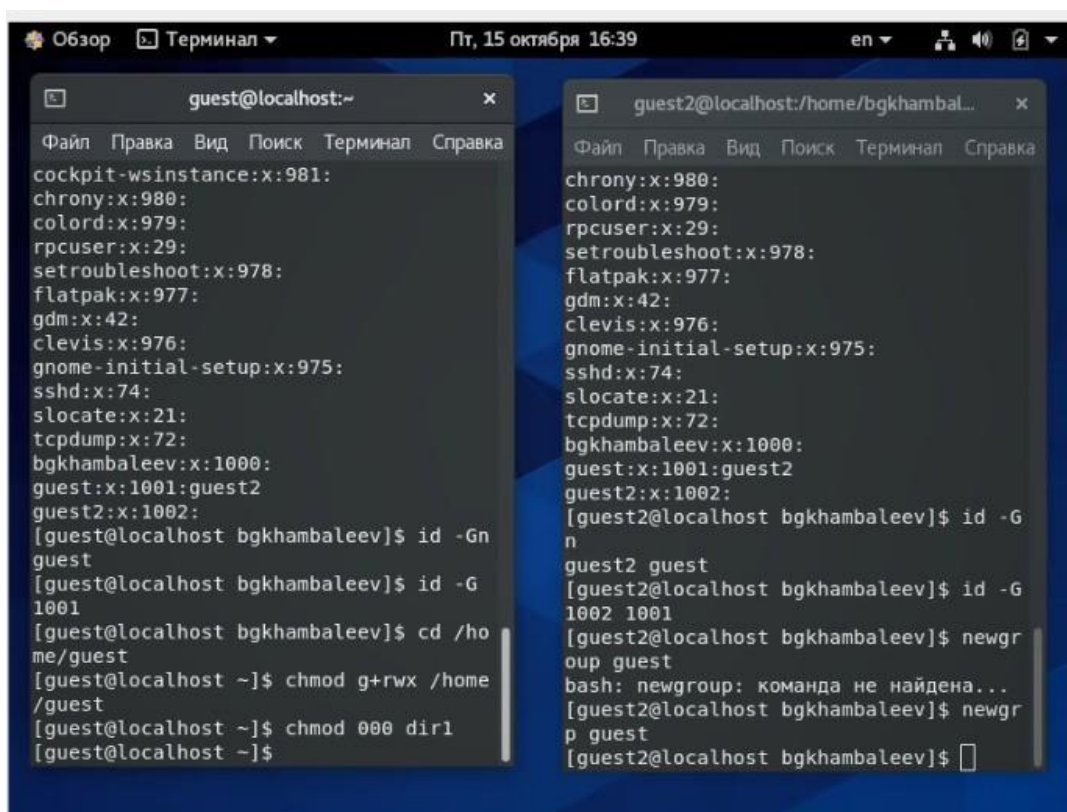 Обзор Терминал Пт, 15 октября 16:39 en
guest@localhost:~ ×
Файл Правка Вид Поиск Терминал Справка
cockpit-wsinstance:x:981:
chrony:x:980:
colord:x:979:
rpcuser:x:29:
setroubleshoot:x:978:
flatpak:x:977:
gdm:x:42:
clevis:x:976:
gnome-initial-setup:x:975:
sshd:x:74:
slocate:x:21:
tcpdump:x:72:
bgkhambaleev:x:1000:
guest:x:1001:guest2
guest2:x:1002:
[guest@localhost bgkhambaleev]$ id -Gn
guest
[guest@localhost bgkhambaleev]$ id -G
1001
[guest@localhost bgkhambaleev]$ cd /ho
me/guest
[guest@localhost ~]$ chmod g+rwx /home
/guest
[guest@localhost ~]$ chmod 000 dir1
[guest@localhost ~]$
guest2@localhost:/home/bgkhambal... ×
Файл Правка Вид Поиск Терминал Справка
chrony:x:980:
colord:x:979:
rpcuser:x:29:
setroubleshoot:x:978:
flatpak:x:977:
gdm:x:42:
clevis:x:976:
gnome-initial-setup:x:975:
sshd:x:74:
slocate:x:21:
tcpdump:x:72:
bgkhambaleev:x:1000:
guest:x:1001:guest2
guest2:x:1002:
[guest2@localhost bgkhambaleev]$ id -G
n
guest2 guest
[guest2@localhost bgkhambaleev]$ id -G
1002 1001
[guest2@localhost bgkhambaleev]$ newgr
oup guest
bash: newgroup: команда не найдена...
[guest2@localhost bgkhambaleev]$ newgr
p guest
[guest2@localhost bgkhambaleev]$